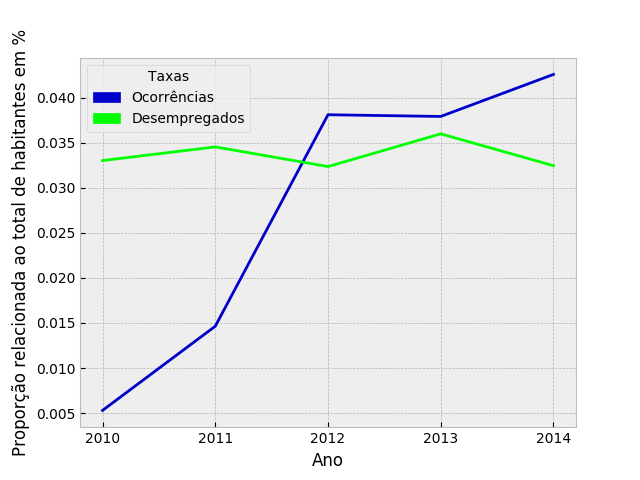 Proporção relacionada ao total de habitantes em %
Taxas
Ocorrências
Desempregados
0.040
0.035
0.030
0.025
0.020
0.015
0.010
0.005
2010 2011 2012 2013 2014
Ano